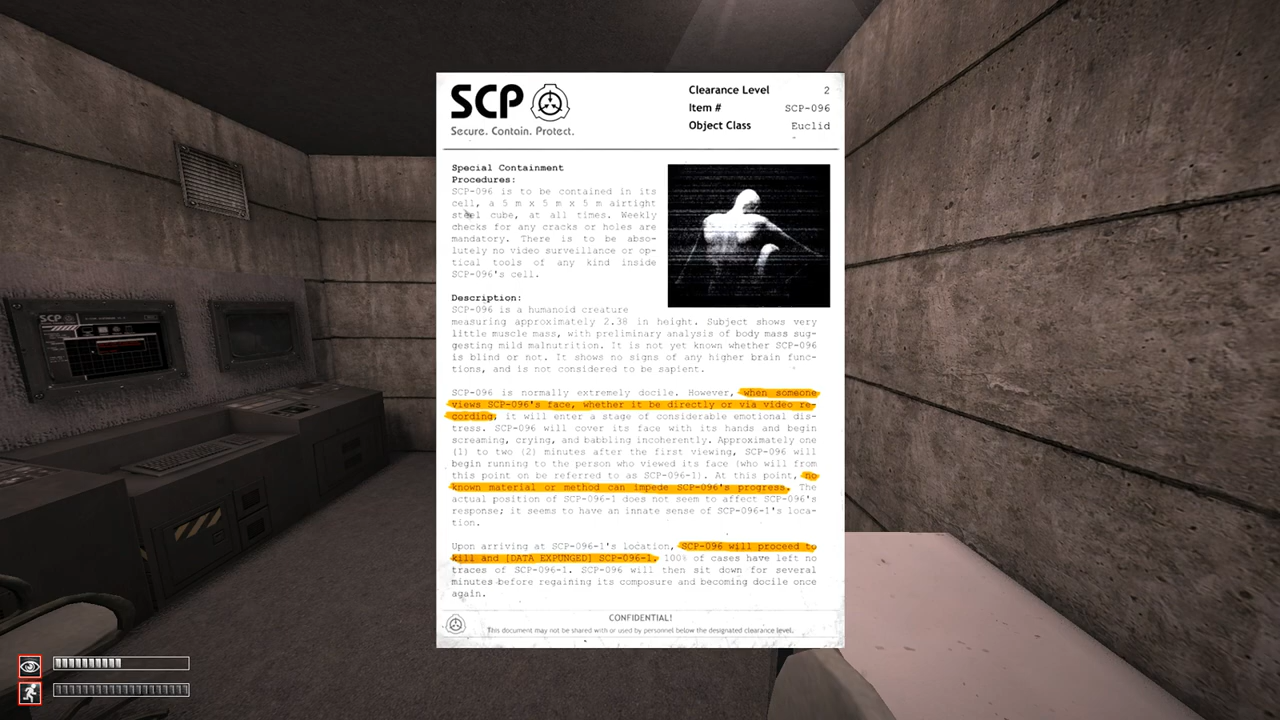 SCP
Secure. Contain. Protect.
Clearance Level 2
Item # SCP-096
Object Class Euclid
Special Containment
Procedures:
SCP-096 is to be contained in its
cell, a 5 m x 5 m x 5 m airtight
steel cube, at all times. Weekly
checks for any cracks or holes are
mandatory. There is to be abso-
lutely no video surveillance or op-
tical tools of any kind inside
SCP-096's cell.
Description:
SCP-096 is a humanoid creature
measuring approximately 2.38 in height. Subject shows very
little muscle mass, with preliminary analysis of body mass sug-
gesting mild malnutrition. It is not yet known whether SCP-096
is blind or not. It shows no signs of any higher brain func-
tions, and is not considered to be sapient.
SCP-096 is normally extremely docile. However, when someone
views SCP-096's face, whether it be directly or via video re-
cording, it will enter a stage of considerable emotional dis-
tress. SCP-096 will cover its face with its hands and begin
screaming, crying, and babbling incoherently. Approximately one
(1) to two (2) minutes after the first viewing, SCP-096 will
begin running to the person who viewed its face (who will from
this point on be referred to as SCP-096-1). At this point, no
known material or method can impede SCP-096's progress. The
actual position of SCP-096-1 does not seem to affect SCP-096's
response; it seems to have an innate sense of SCP-096-1's loca-
tion.
Upon arriving at SCP-096-1's location, SCP-096 will proceed to
kill and [DATA EXPUNGED] SCP-096-1. 100% of cases have left no
traces of SCP-096-1. SCP-096 will then sit down for several
minutes before regaining its composure and becoming docile once
again.
CONFIDENTIAL!
This document may not be shared with or used by personnel below the designated clearance level.
SCP